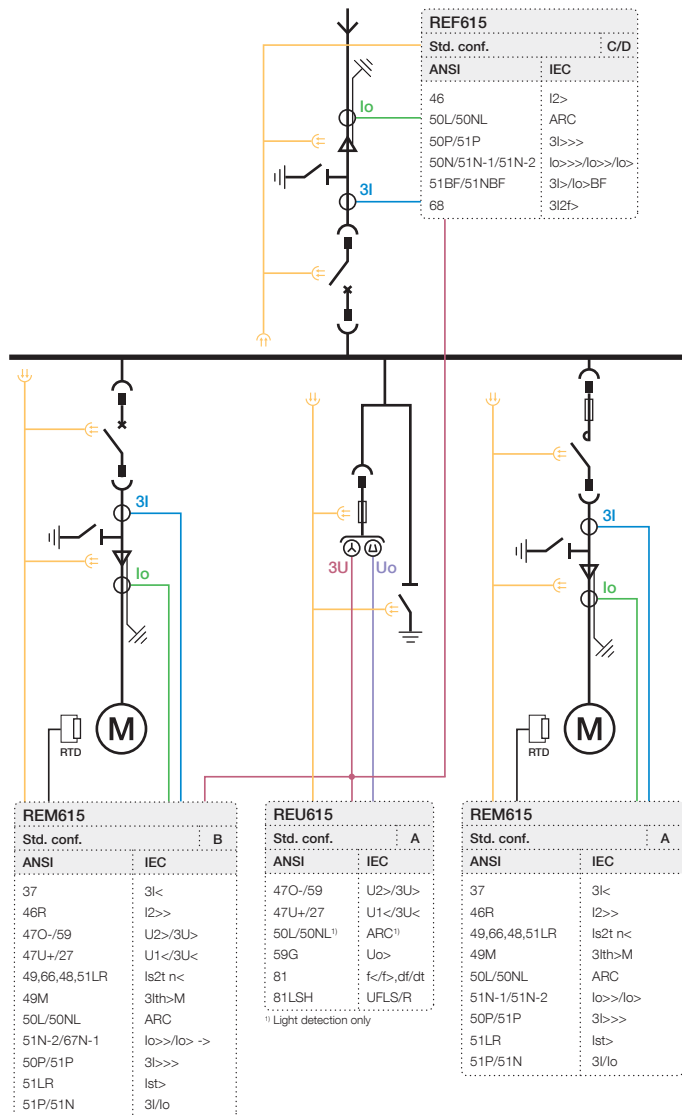 REF615
Std. conf. C/D
ANSI IEC
46 I2>
50L/50NL ARC
50P/51P 3I>>>
50N/51N-1/51N-2 Io>>>/Io>>/Io>
51BF/51NBF 3I>/Io>BF
68 3I2f>
Io
3I
3I
Io
3U Uo
3I
Io
M
RTD
M
RTD
REM615
Std. conf. B
ANSI IEC
37 3I<
46R I2>>
47O-/59 U2>/3U>
47U+/27 U1</3U<
49,66,48,51LR Is2t n<
49M 3Ith>M
50L/50NL ARC
51N-2/67N-1 Io>>/Io> ->
50P/51P 3I>>>
51LR Ist>
51P/51N 3I/Io
REU615
Std. conf. A
ANSI IEC
47O-/59 U2>/3U>
47U+/27 U1</3U<
50L/50NL1) ARC1)
59G Uo>
81 f</f>,df/dt
81LSH UFLS/R
1) Light detection only
REM615
Std. conf. A
ANSI IEC
37 3I<
46R I2>>
49,66,48,51LR Is2t n<
49M 3Ith>M
50L/50NL ARC
51N-1/51N-2 Io>>/Io>
50P/51P 3I>>>
51LR Ist>
51P/51N 3I/Io